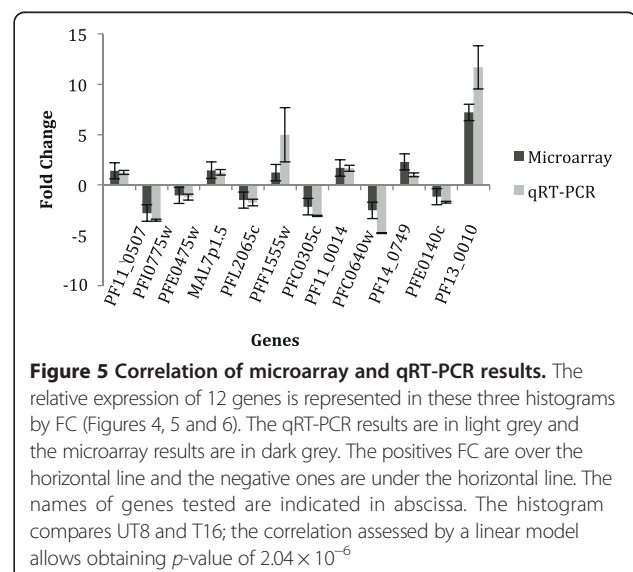 15
10
5
0
-5
-10
Fold Change
Microarray
qRT-PCR
PF11_0507
PFI0775w
PFE0475w
MAL7p1.5
PFL2065c
PFF1555w
PFC0305c
PF11_0014
PFC0640w
PF14_0749
PFE0140c
PF13_0010
Genes
Figure 5 Correlation of microarray and qRT-PCR results. The
relative expression of 12 genes is represented in these three histograms
by FC (Figures 4, 5 and 6). The qRT-PCR results are in light grey and
the microarray results are in dark grey. The positives FC are over the
horizontal line and the negative ones are under the horizontal line. The
names of genes tested are indicated in abscissa. The histogram
compares UT8 and T16; the correlation assessed by a linear model
allows obtaining p-value of 2.04 × 10⁻⁶